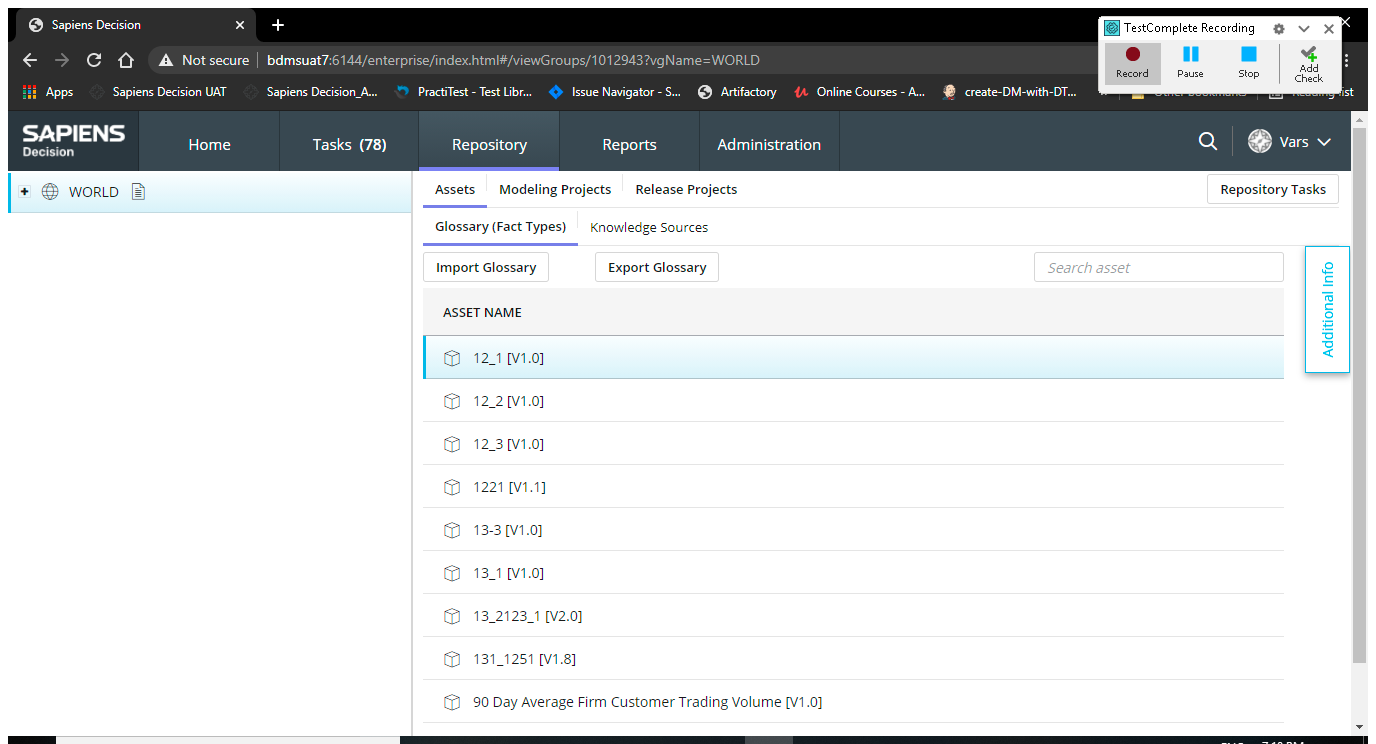 Sapiens Decision
TestComplete Recording
Not secure
bdmsuat7:6144/enterprise/index.html#/viewGroups/1012943?vgName=WORLD
Record
Pause
Stop
Add
Check
Apps
Sapiens Decision UAT
Sapiens Decision_A...
PractiTest - Test Libr...
Issue Navigator - S...
Artifactory
Online Courses - A...
create-DM-with-DT...
SAPIENS
Decision
Home
Tasks (78)
Repository
Reports
Administration
Vars
WORLD
Assets
Modeling Projects
Release Projects
Repository Tasks
Glossary (Fact Types)
Knowledge Sources
Import Glossary
Export Glossary
Search asset
Additional Info
ASSET NAME
12_1 [V1.0]
12_2 [V1.0]
12_3 [V1.0]
1221 [V1.1]
13-3 [V1.0]
13_1 [V1.0]
13_2123_1 [V2.0]
131_1251 [V1.8]
90 Day Average Firm Customer Trading Volume [V1.0]